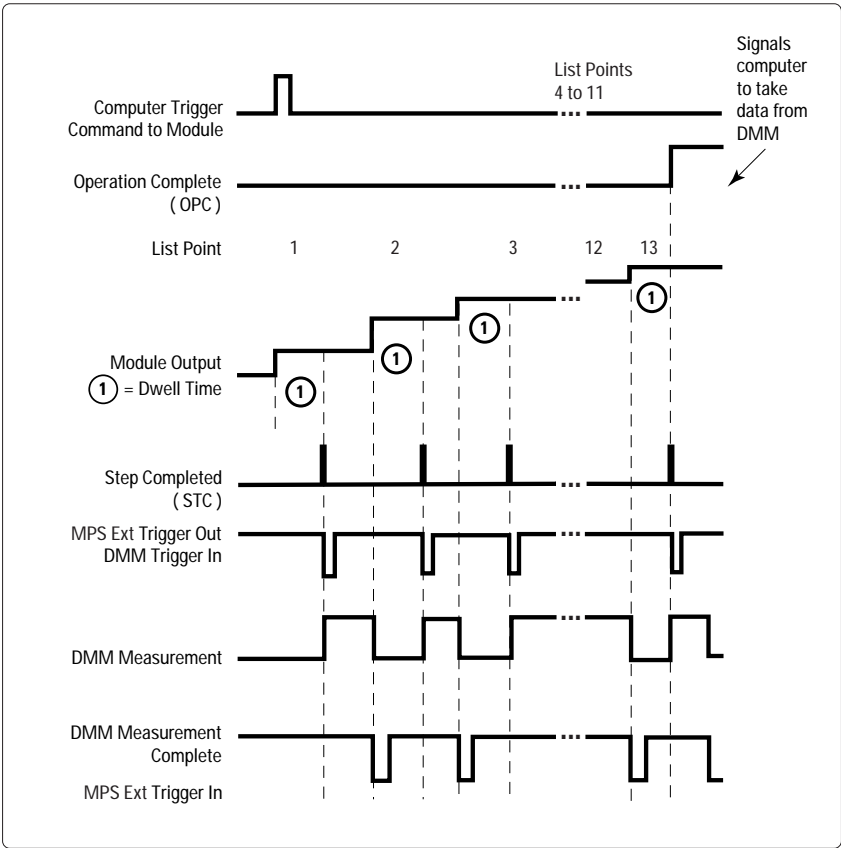 Signals
computer
to take
data from
DMM
List Points
4 to 11
Computer Trigger
Command to Module
Operation Complete
( OPC )
List Point 1 2 3 12 13
1
1
1
1
Module Output
1 = Dwell Time
Step Completed
( STC )
MPS Ext Trigger Out
DMM Trigger In
DMM Measurement
DMM Measurement
Complete
MPS Ext Trigger In